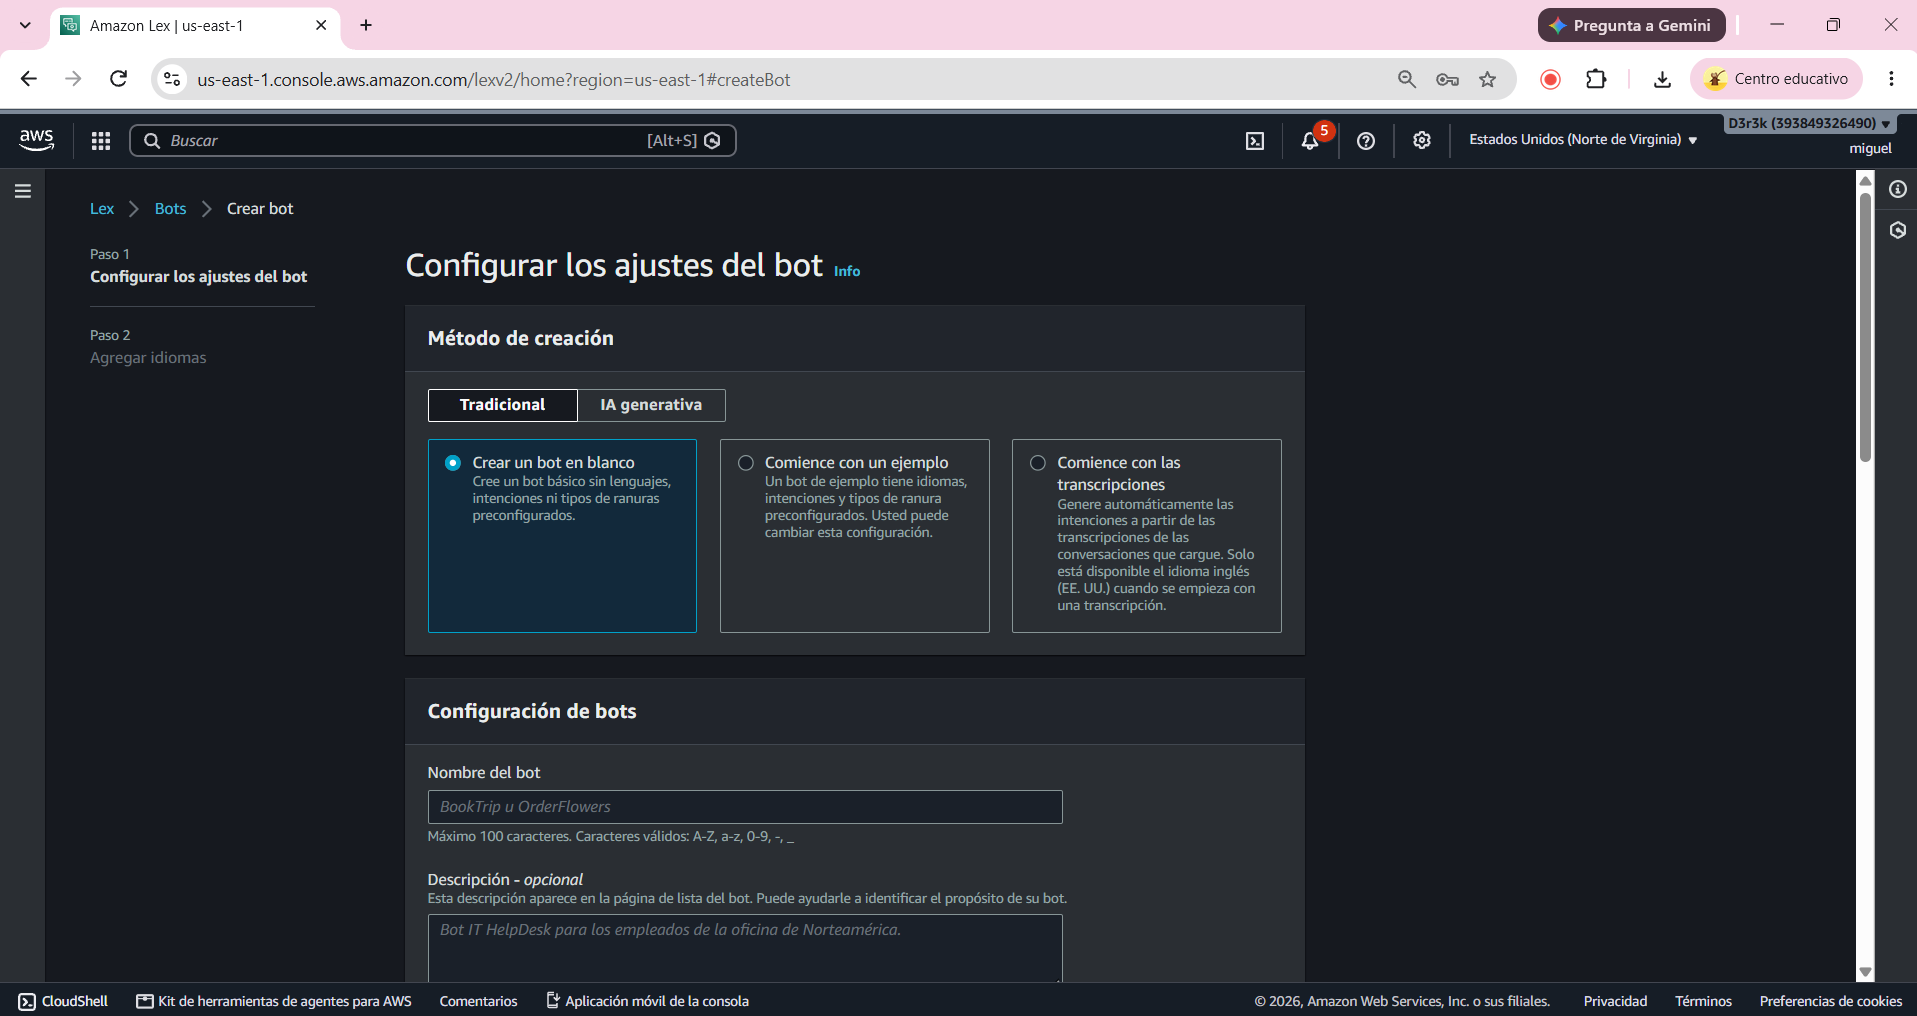 Amazon Lex | us-east-1
Pregunta a Gemini
us-east-1.console.aws.amazon.com/lexv2/home?region=us-east-1#createBot
Centro educativo
aws
Buscar
[Alt+S]
5
Estados Unidos (Norte de Virginia)
D3r3k (393849326490)
miguel
Lex
Bots
Crear bot
Paso 1
Configurar los ajustes del bot
Paso 2
Agregar idiomas
Configurar los ajustes del bot Info
Método de creación
Tradicional
IA generativa
Crear un bot en blanco
Cree un bot básico sin lenguajes,
intenciones ni tipos de ranuras
preconfigurados.
Comience con un ejemplo
Un bot de ejemplo tiene idiomas,
intenciones y tipos de ranura
preconfigurados. Usted puede
cambiar esta configuración.
Comience con las
transcripciones
Genere automáticamente las
intenciones a partir de las
transcripciones de las
conversaciones que cargue. Solo
está disponible el idioma inglés
(EE. UU.) cuando se empieza con
una transcripción.
Configuración de bots
Nombre del bot
BookTrip u OrderFlowers
Máximo 100 caracteres. Caracteres válidos: A-Z, a-z, 0-9, -, _
Descripción - opcional
Esta descripción aparece en la página de lista del bot. Puede ayudarle a identificar el propósito de su bot.
Bot IT HelpDesk para los empleados de la oficina de Norteamérica.
CloudShell
Kit de herramientas de agentes para AWS
Comentarios
Aplicación móvil de la consola
© 2026, Amazon Web Services, Inc. o sus filiales.
Privacidad
Términos
Preferencias de cookies